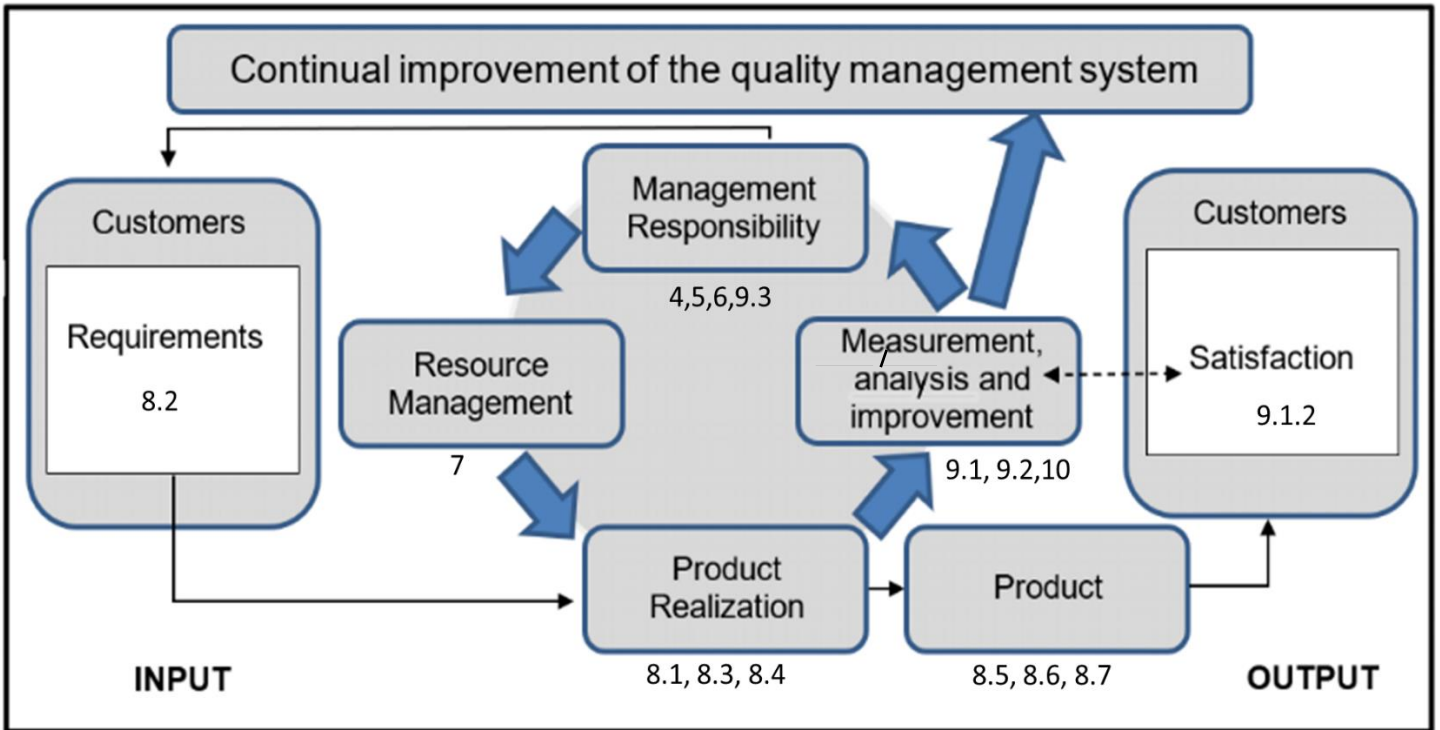 Continual improvement of the quality management system
Customers
Requirements
8.2
Management
Responsibility
4,5,6,9.3
Resource
Management
7
Measurement,
analysis and
improvement
9.1, 9.2,10
Customers
Satisfaction
9.1.2
Product
Realization
8.1, 8.3, 8.4
Product
8.5, 8.6, 8.7
INPUT
OUTPUT